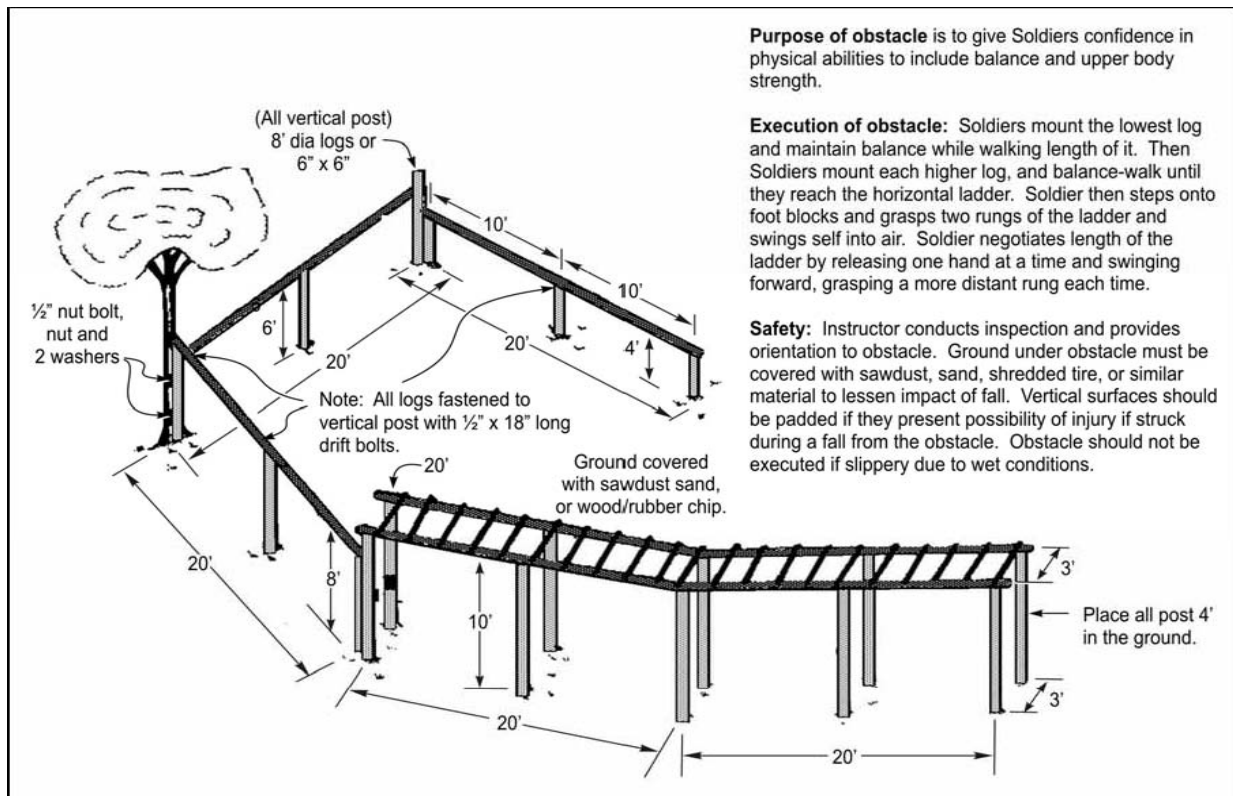 Purpose of obstacle is to give Soldiers confidence in
physical abilities to include balance and upper body
strength.
Execution of obstacle: Soldiers mount the lowest log
and maintain balance while walking length of it. Then
Soldiers mount each higher log, and balance-walk until
they reach the horizontal ladder. Soldier then steps onto
foot blocks and grasps two rungs of the ladder and
swings self into air. Soldier negotiates length of the
ladder by releasing one hand at a time and swinging
forward, grasping a more distant rung each time.
Safety: Instructor conducts inspection and provides
orientation to obstacle. Ground under obstacle must be
covered with sawdust, sand, shredded tire, or similar
material to lessen impact of fall. Vertical surfaces should
be padded if they present possibility of injury if struck
during a fall from the obstacle. Obstacle should not be
executed if slippery due to wet conditions.
(All vertical post)
8' dia logs or
6" x 6"
10'
10'
½" nut bolt,
nut and
2 washers
6'
20'
20'
4'
Note: All logs fastened to
vertical post with ½" x 18" long
drift bolts.
20'
Ground covered
with sawdust sand,
or wood/rubber chip.
20'
8'
10'
3'
Place all post 4'
in the ground.
3'
20'
20'